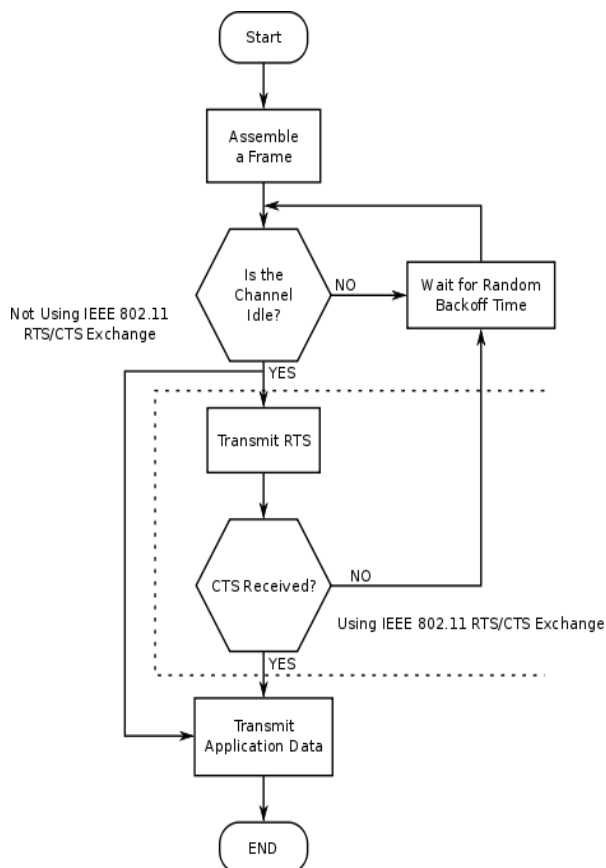 Start
Assemble
a Frame
Is the
Channel
Idle?
NO
Wait for Random
Backoff Time
Not Using IEEE 802.11
RTS/CTS Exchange
YES
Transmit RTS
CTS Received?
NO
Using IEEE 802.11 RTS/CTS Exchange
YES
Transmit
Application Data
END